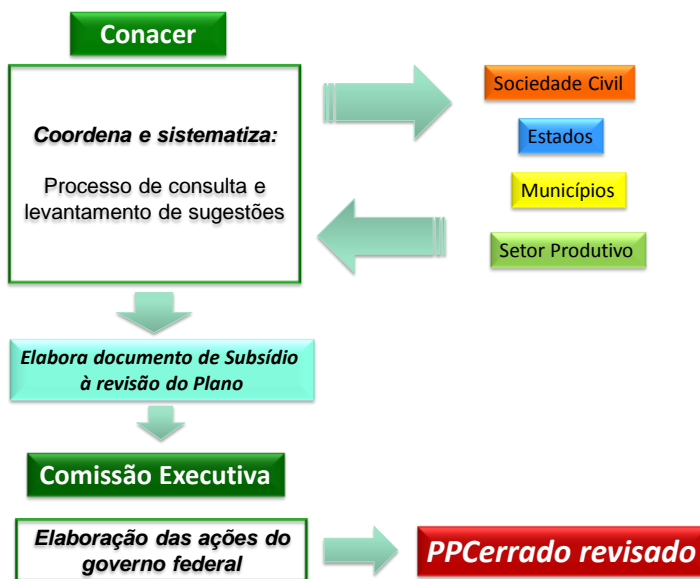 Conacer
Coordena e sistematiza:
Processo de consulta e
levantamento de sugestões
Sociedade Civil
Estados
Municípios
Setor Produtivo
Elabora documento de Subsídio
à revisão do Plano
Comissão Executiva
Elaboração das ações do
governo federal
PPCerrado revisado